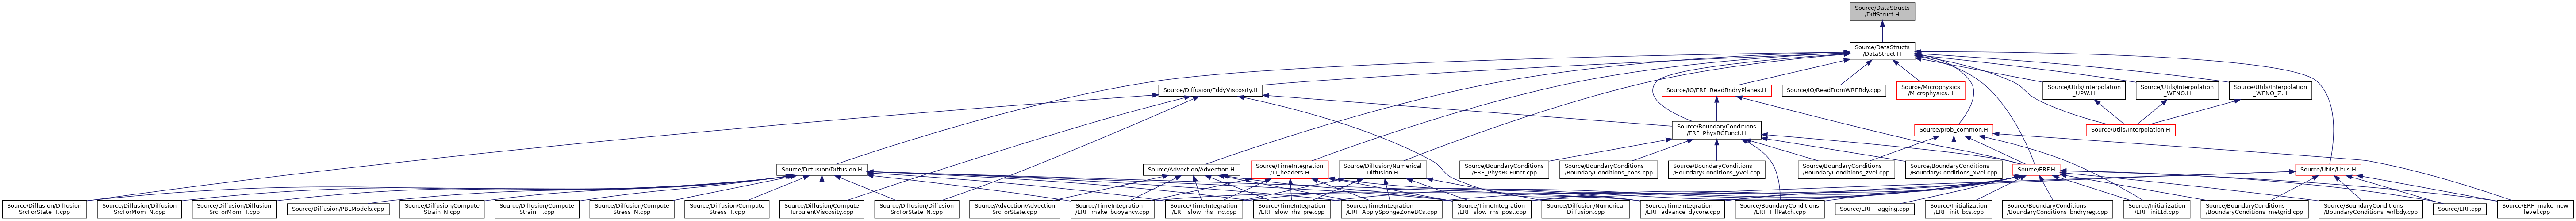 Source/DataStructs
/DiffStruct.H
Source/DataStructs
/DataStruct.H
Source/Diffusion/EddyViscosity.H
Source/IO/ERF_ReadBndryPlanes.H
Source/IO/ReadFromWRFBdy.cpp
Source/Microphysics
/Microphysics.H
Source/Utils/Interpolation
_UPW.H
Source/Utils/Interpolation
_WENO.H
Source/Utils/Interpolation
_WENO_Z.H
Source/BoundaryConditions
/ERF_PhysBCFunct.H
Source/prob_common.H
Source/Utils/Interpolation.H
Source/Diffusion/Diffusion.H
Source/Advection/Advection.H
Source/TimeIntegration
/TI_headers.H
Source/Diffusion/Numerical
Diffusion.H
Source/BoundaryConditions
/ERF_PhysBCFunct.cpp
Source/BoundaryConditions
/BoundaryConditions_cons.cpp
Source/BoundaryConditions
/BoundaryConditions_yvel.cpp
Source/BoundaryConditions
/BoundaryConditions_zvel.cpp
Source/BoundaryConditions
/BoundaryConditions_xvel.cpp
Source/ERF.H
Source/Utils/Utils.H
Source/Diffusion/Diffusion
SrcForState_T.cpp
Source/Diffusion/Diffusion
SrcForMom_N.cpp
Source/Diffusion/Diffusion
SrcForMom_T.cpp
Source/Diffusion/PBLModels.cpp
Source/Diffusion/Compute
Strain_N.cpp
Source/Diffusion/Compute
Strain_T.cpp
Source/Diffusion/Compute
Stress_N.cpp
Source/Diffusion/Compute
Stress_T.cpp
Source/Diffusion/Compute
TurbulentViscosity.cpp
Source/Diffusion/Diffusion
SrcForState_N.cpp
Source/Advection/Advection
SrcForState.cpp
Source/TimeIntegration
/ERF_make_buoyancy.cpp
Source/TimeIntegration
/ERF_slow_rhs_inc.cpp
Source/TimeIntegration
/ERF_slow_rhs_pre.cpp
Source/TimeIntegration
/ERF_ApplySpongeZoneBCs.cpp
Source/TimeIntegration
/ERF_slow_rhs_post.cpp
Source/Diffusion/Numerical
Diffusion.cpp
Source/TimeIntegration
/ERF_advance_dycore.cpp
Source/BoundaryConditions
/ERF_FillPatch.cpp
Source/ERF_Tagging.cpp
Source/Initialization
/ERF_init_bcs.cpp
Source/BoundaryConditions
/BoundaryConditions_bndryreg.cpp
Source/Initialization
/ERF_init1d.cpp
Source/BoundaryConditions
/BoundaryConditions_metgrid.cpp
Source/BoundaryConditions
/BoundaryConditions_wrfbdy.cpp
Source/ERF.cpp
Source/ERF_make_new
_level.cpp